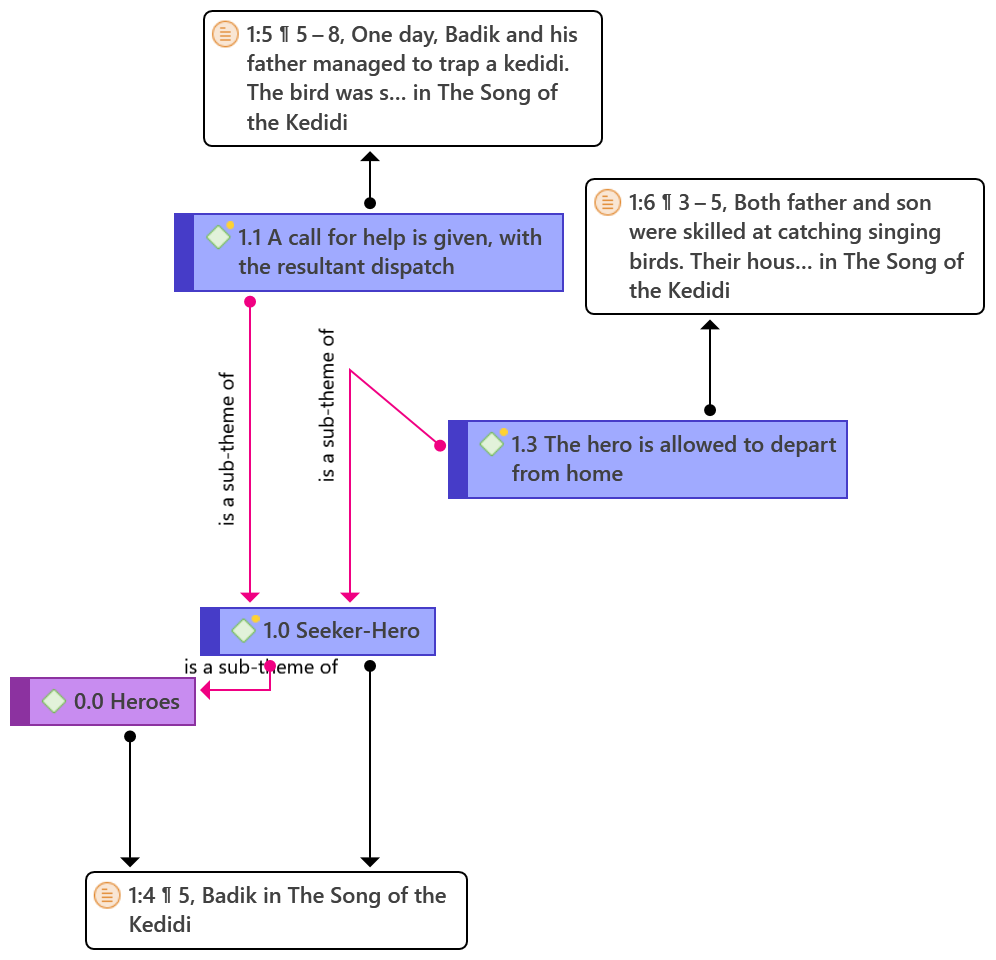 1:5 ¶ 5 – 8, One day, Badik and his
father managed to trap a kedidi.
The bird was s... in The Song of
the Kedidi
1:6 ¶ 3 – 5, Both father and son
were skilled at catching singing
birds. Their hous... in The Song of
the Kedidi
1.1 A call for help is given, with
the resultant dispatch
is a sub-theme of
is a sub-theme of
1.3 The hero is allowed to depart
from home
1.0 Seeker-Hero
is a sub-theme of
0.0 Heroes
1:4 ¶ 5, Badik in The Song of the
Kedidi